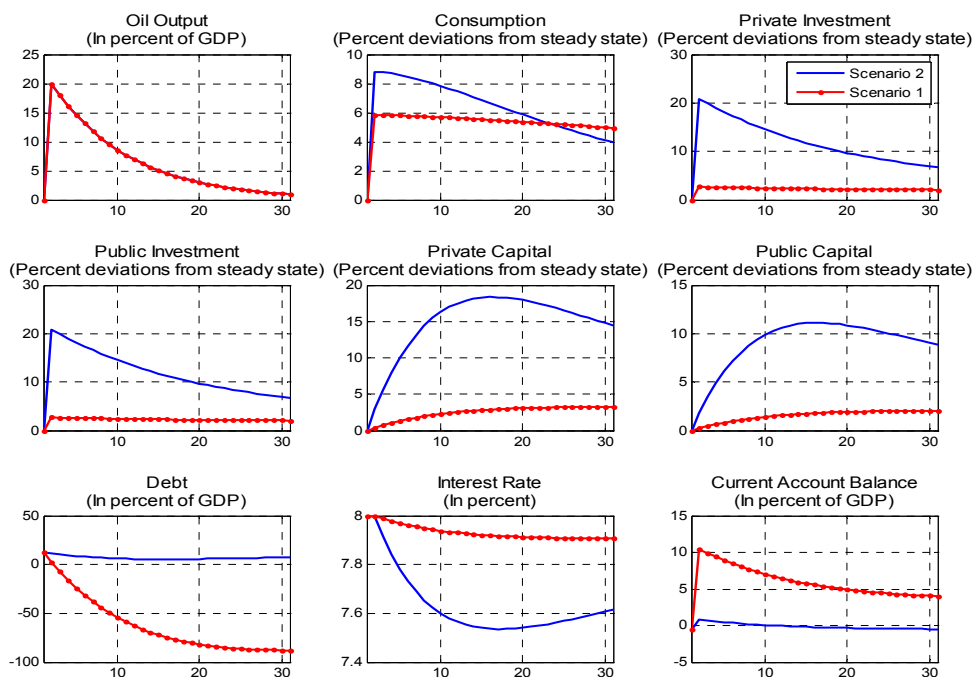 Oil Output
(In percent of GDP)
25
20
15
10
5
0
10 20 30
Consumption
(Percent deviations from steady state)
10
8
6
4
2
0
10 20 30
Private Investment
(Percent deviations from steady state)
30
20
10
0
10 20 30
Scenario 2
Scenario 1
Public Investment
(Percent deviations from steady state)
30
20
10
0
10 20 30
Private Capital
(Percent deviations from steady state)
20
15
10
5
0
10 20 30
Public Capital
(Percent deviations from steady state)
15
10
5
0
10 20 30
Debt
(In percent of GDP)
50
0
-50
-100
10 20 30
Interest Rate
(In percent)
8
7.8
7.6
7.4
10 20 30
Current Account Balance
(In percent of GDP)
15
10
5
0
-5
10 20 30